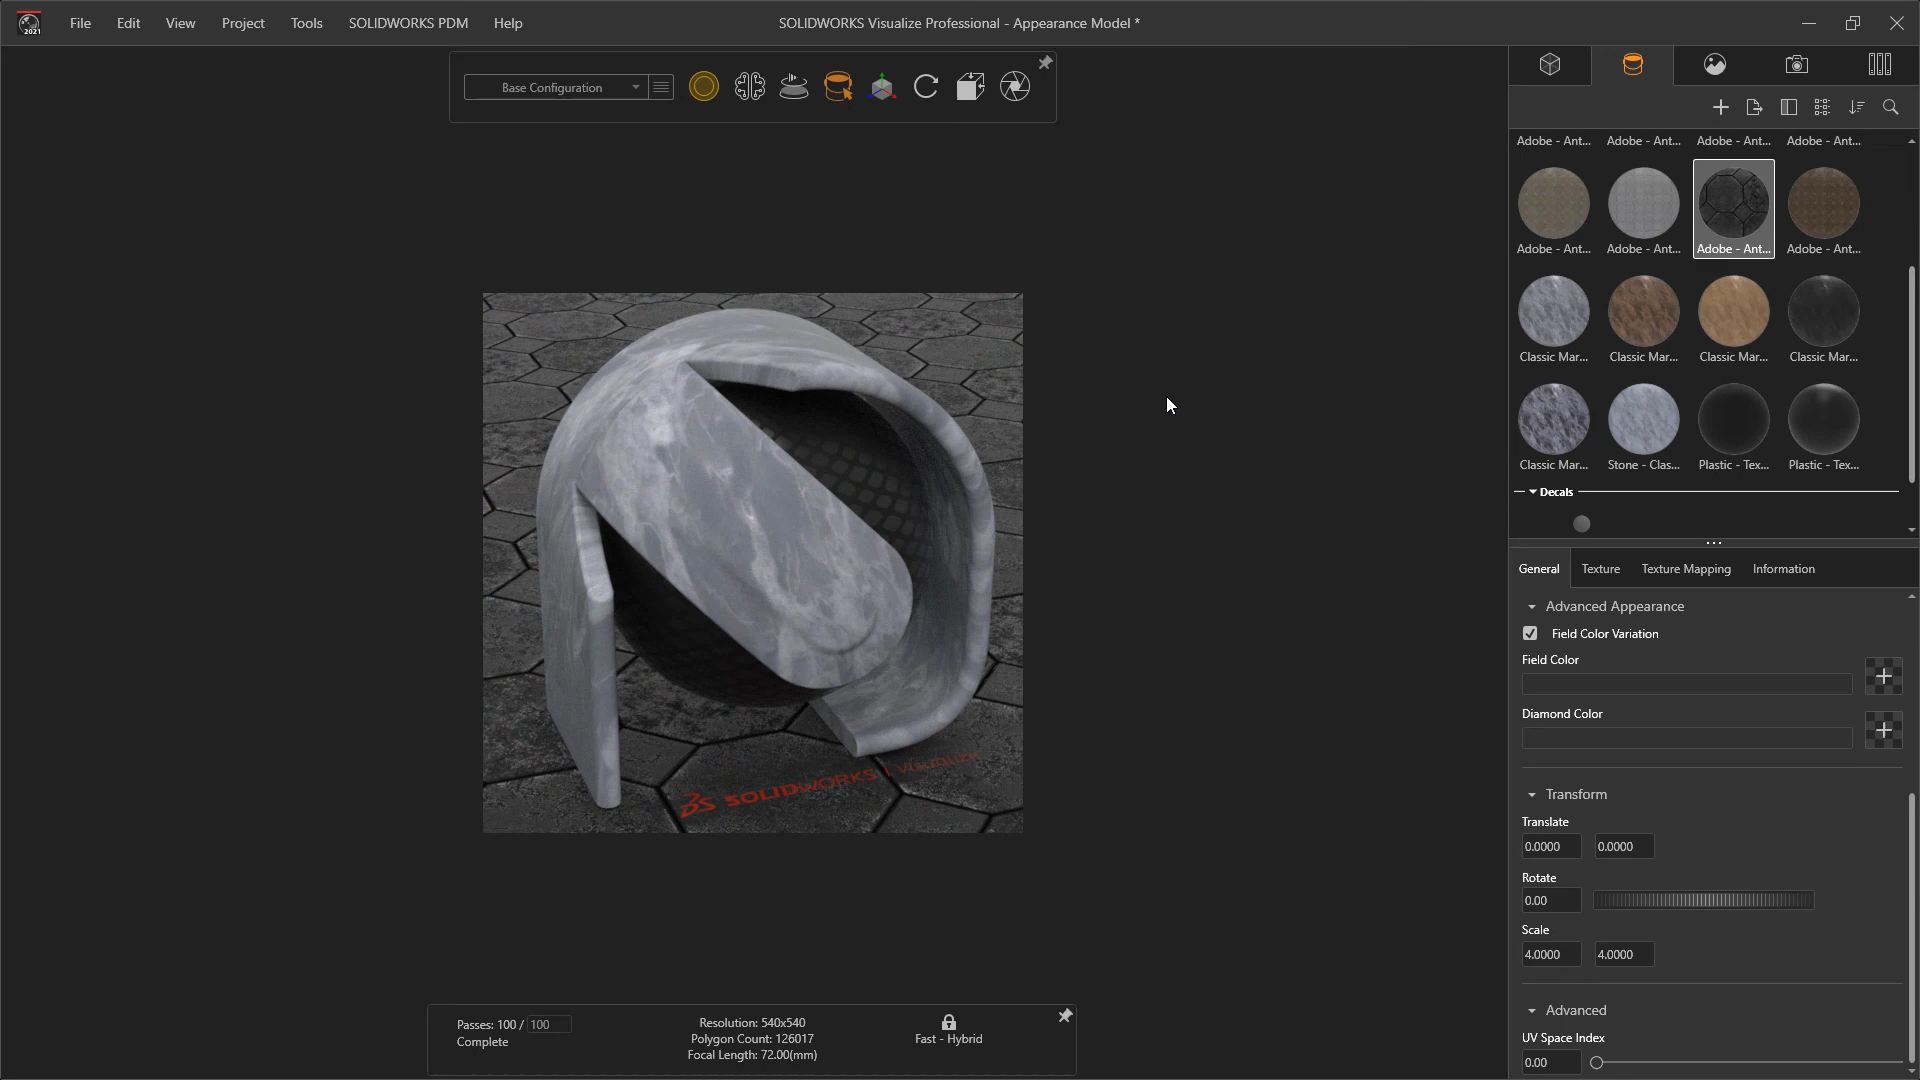 2021
File Edit View Project Tools SOLIDWORKS PDM Help
SOLIDWORKS Visualize Professional - Appearance Model *
Base Configuration
Adobe - Ant... Adobe - Ant... Adobe - Ant... Adobe - Ant...
Adobe - Ant... Adobe - Ant... Adobe - Ant... Adobe - Ant...
Classic Mar... Classic Mar... Classic Mar... Classic Mar...
Classic Mar... Stone - Clas... Plastic - Tex... Plastic - Tex...
Decals
General Texture Texture Mapping Information
Advanced Appearance
Field Color Variation
Field Color
Diamond Color
Transform
Translate
0.0000 0.0000
Rotate
0.00
Scale
4.0000 4.0000
Advanced
UV Space Index
0.00
SOLIDWORKS | Visualize
Passes: 100 / 100
Complete
Resolution: 540x540
Polygon Count: 126017
Focal Length: 72.00(mm)
Fast - Hybrid